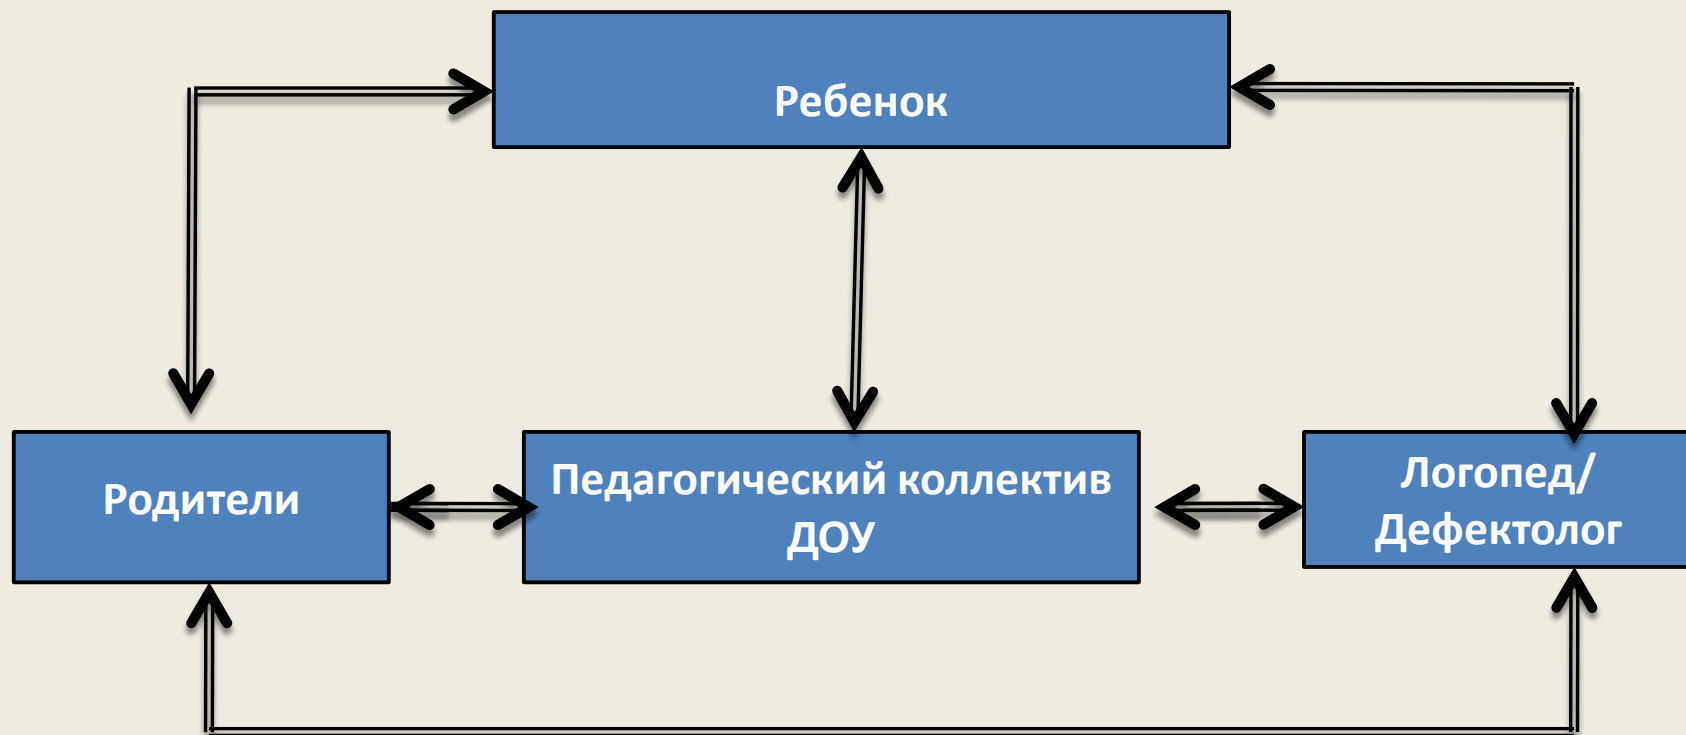 Ребенок
Родители
Педагогический коллектив
ДОУ
Логопед/
Дефектолог